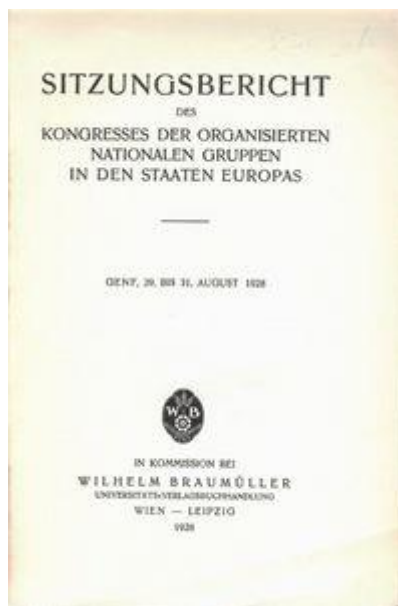 SITZUNGSBERICHT
DES
KONGRESSES DER ORGANISIERTEN
NATIONALEN GRUPPEN
IN DEN STAATEN EUROPAS
GENF, 29. BIS 31. AUGUST 1928
W B
IN KOMMISSION BEI
WILHELM BRAUMÜLLER
UNIVERSITÄTS-VERLAGSBUCHHANDLUNG
WIEN — LEIPZIG
1928